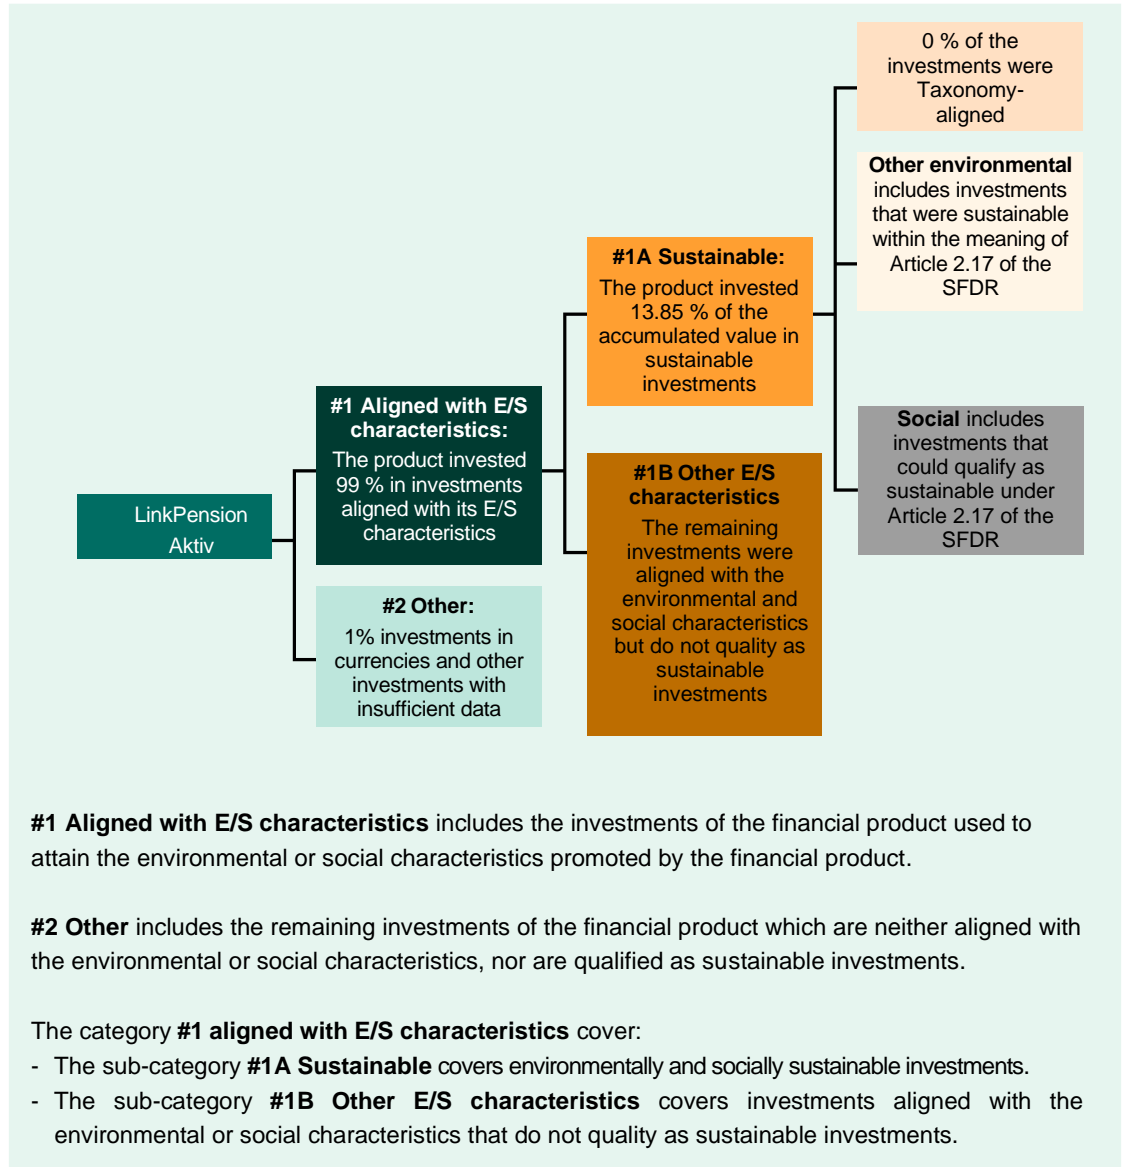 LinkPension
Aktiv
#1 Aligned with E/S
characteristics:
The product invested
99 % in investments
aligned with its E/S
characteristics
#2 Other:
1% investments in
currencies and other
investments with
insufficient data
#1A Sustainable:
The product invested
13.85 % of the
accumulated value in
sustainable
investments
#1B Other E/S
characteristics
The remaining
investments were
aligned with the
environmental and
social characteristics
but do not quality as
sustainable
investments
0 % of the
investments were
Taxonomy-
aligned
Other environmental
includes investments
that were sustainable
within the meaning of
Article 2.17 of the
SFDR
Social includes
investments that
could qualify as
sustainable under
Article 2.17 of the
SFDR
#1 Aligned with E/S characteristics includes the investments of the financial product used to
attain the environmental or social characteristics promoted by the financial product.
#2 Other includes the remaining investments of the financial product which are neither aligned with
the environmental or social characteristics, nor are qualified as sustainable investments.
The category #1 aligned with E/S characteristics cover:
- The sub-category #1A Sustainable covers environmentally and socially sustainable investments.
- The sub-category #1B Other E/S characteristics covers investments aligned with the
environmental or social characteristics that do not quality as sustainable investments.